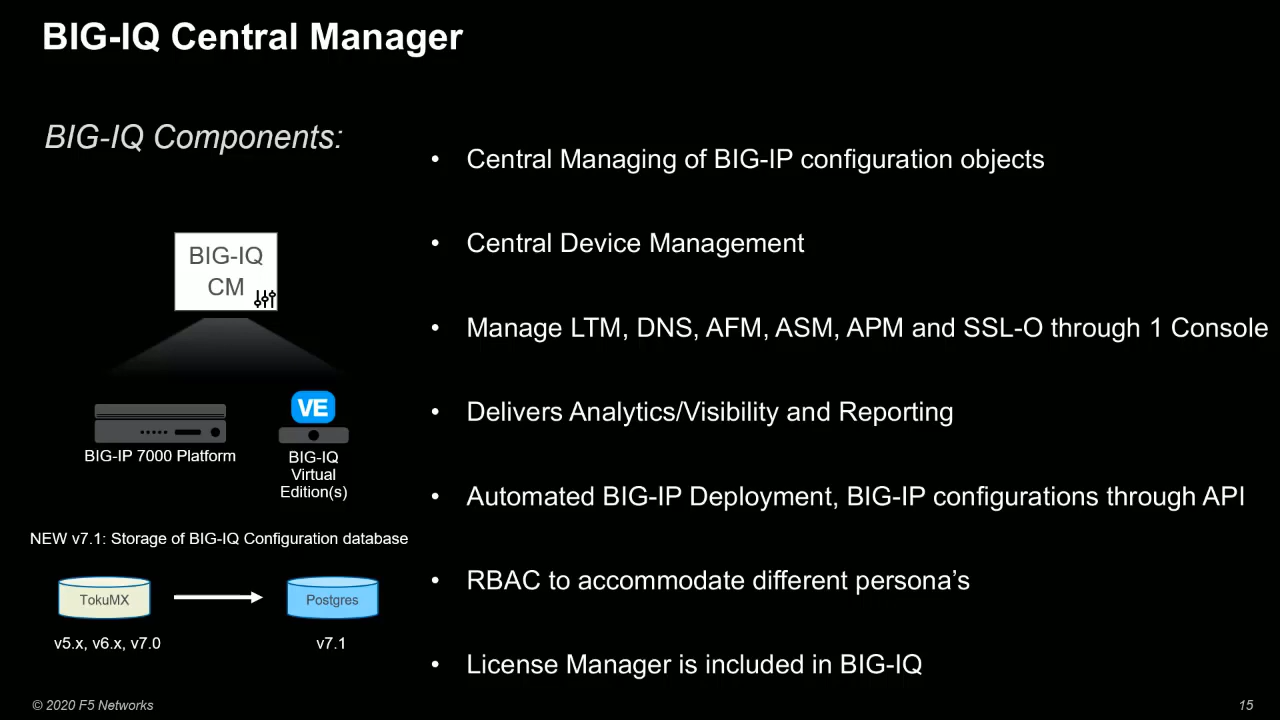 BIG-IQ Central Manager
BIG-IQ Components:
BIG-IQ
CM
BIG-IP 7000 Platform
VE
BIG-IQ
Virtual
Edition(s)
NEW v7.1: Storage of BIG-IQ Configuration database
TokuMX
Postgres
v5.x, v6.x, v7.0
v7.1
• Central Managing of BIG-IP configuration objects
• Central Device Management
• Manage LTM, DNS, AFM, ASM, APM and SSL-O through 1 Console
• Delivers Analytics/Visibility and Reporting
• Automated BIG-IP Deployment, BIG-IP configurations through API
• RBAC to accommodate different persona’s
• License Manager is included in BIG-IQ
© 2020 F5 Networks
15